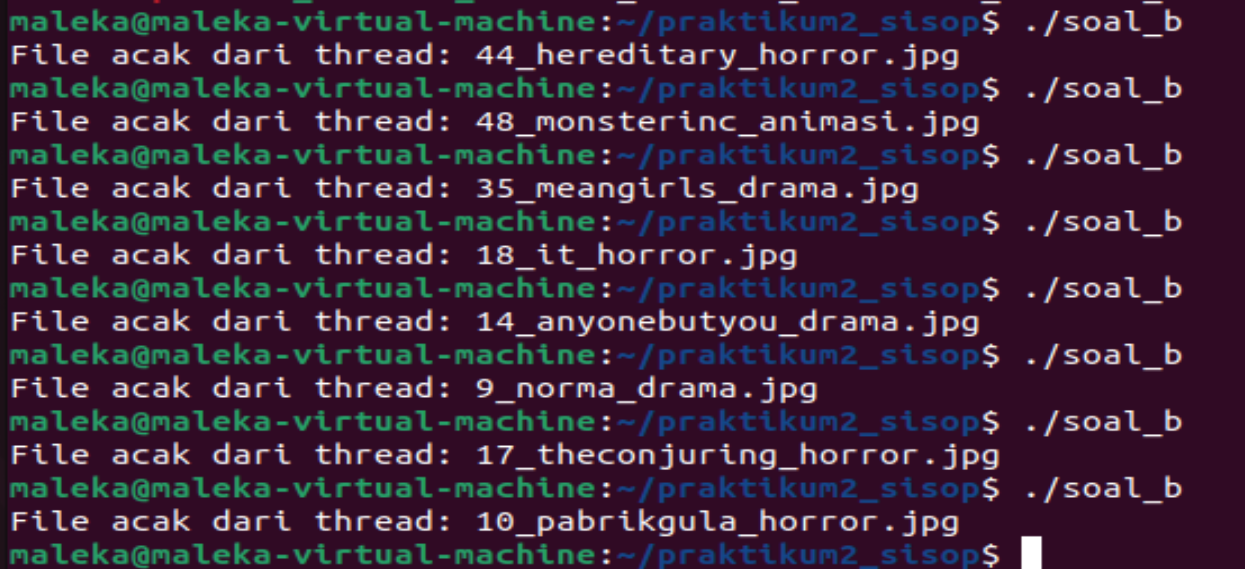 maleka@maleka-virtual-machine:~/praktikum2_sisop$ ./soal_b
File acak dari thread: 44_hereditary_horror.jpg
maleka@maleka-virtual-machine:~/praktikum2_sisop$ ./soal_b
File acak dari thread: 48_monsterinc_animasi.jpg
maleka@maleka-virtual-machine:~/praktikum2_sisop$ ./soal_b
File acak dari thread: 35_meangirls_drama.jpg
maleka@maleka-virtual-machine:~/praktikum2_sisop$ ./soal_b
File acak dari thread: 18_it_horror.jpg
maleka@maleka-virtual-machine:~/praktikum2_sisop$ ./soal_b
File acak dari thread: 14_anyonebutyou_drama.jpg
maleka@maleka-virtual-machine:~/praktikum2_sisop$ ./soal_b
File acak dari thread: 9_norma_drama.jpg
maleka@maleka-virtual-machine:~/praktikum2_sisop$ ./soal_b
File acak dari thread: 17_theconjuring_horror.jpg
maleka@maleka-virtual-machine:~/praktikum2_sisop$ ./soal_b
File acak dari thread: 10_pabrikgula_horror.jpg
maleka@maleka-virtual-machine:~/praktikum2_sisop$